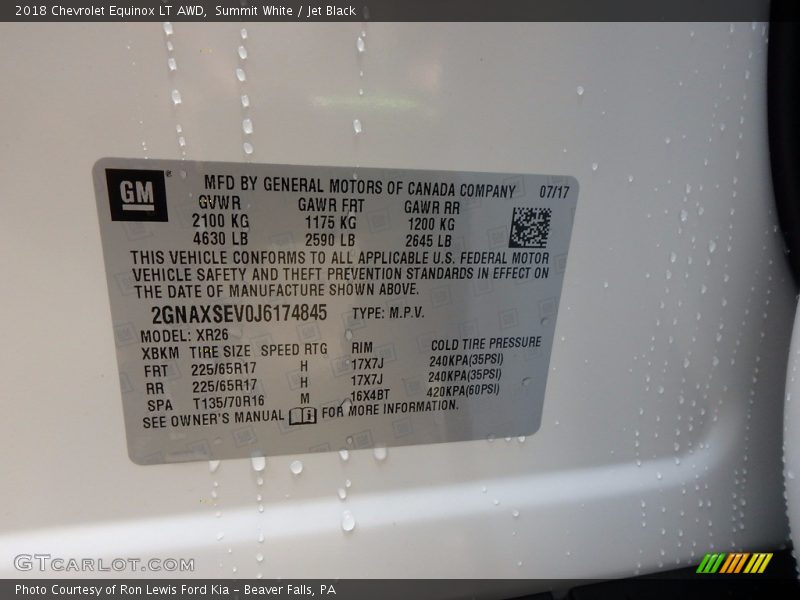 2018 Chevrolet Equinox LT AWD, Summit White / Jet Black
GM ® MFD BY GENERAL MOTORS OF CANADA COMPANY 07/17
GVWR GAWR FRT GAWR RR
2100 KG 1175 KG 1200 KG
4630 LB 2590 LB 2645 LB
THIS VEHICLE CONFORMS TO ALL APPLICABLE U.S. FEDERAL MOTOR
VEHICLE SAFETY AND THEFT PREVENTION STANDARDS IN EFFECT ON
THE DATE OF MANUFACTURE SHOWN ABOVE.
2GNAXSEV0J6174845 TYPE: M.P.V.
MODEL: XR26
XBKM TIRE SIZE SPEED RTG RIM COLD TIRE PRESSURE
FRT 225/65R17 H 17X7J 240KPA(35PSI)
RR 225/65R17 H 17X7J 240KPA(35PSI)
SPA T135/70R16 M 16X4BT 420KPA(60PSI)
SEE OWNER'S MANUAL FOR MORE INFORMATION.
GTCARLOT.COM
Photo Courtesy of Ron Lewis Ford Kia – Beaver Falls, PA